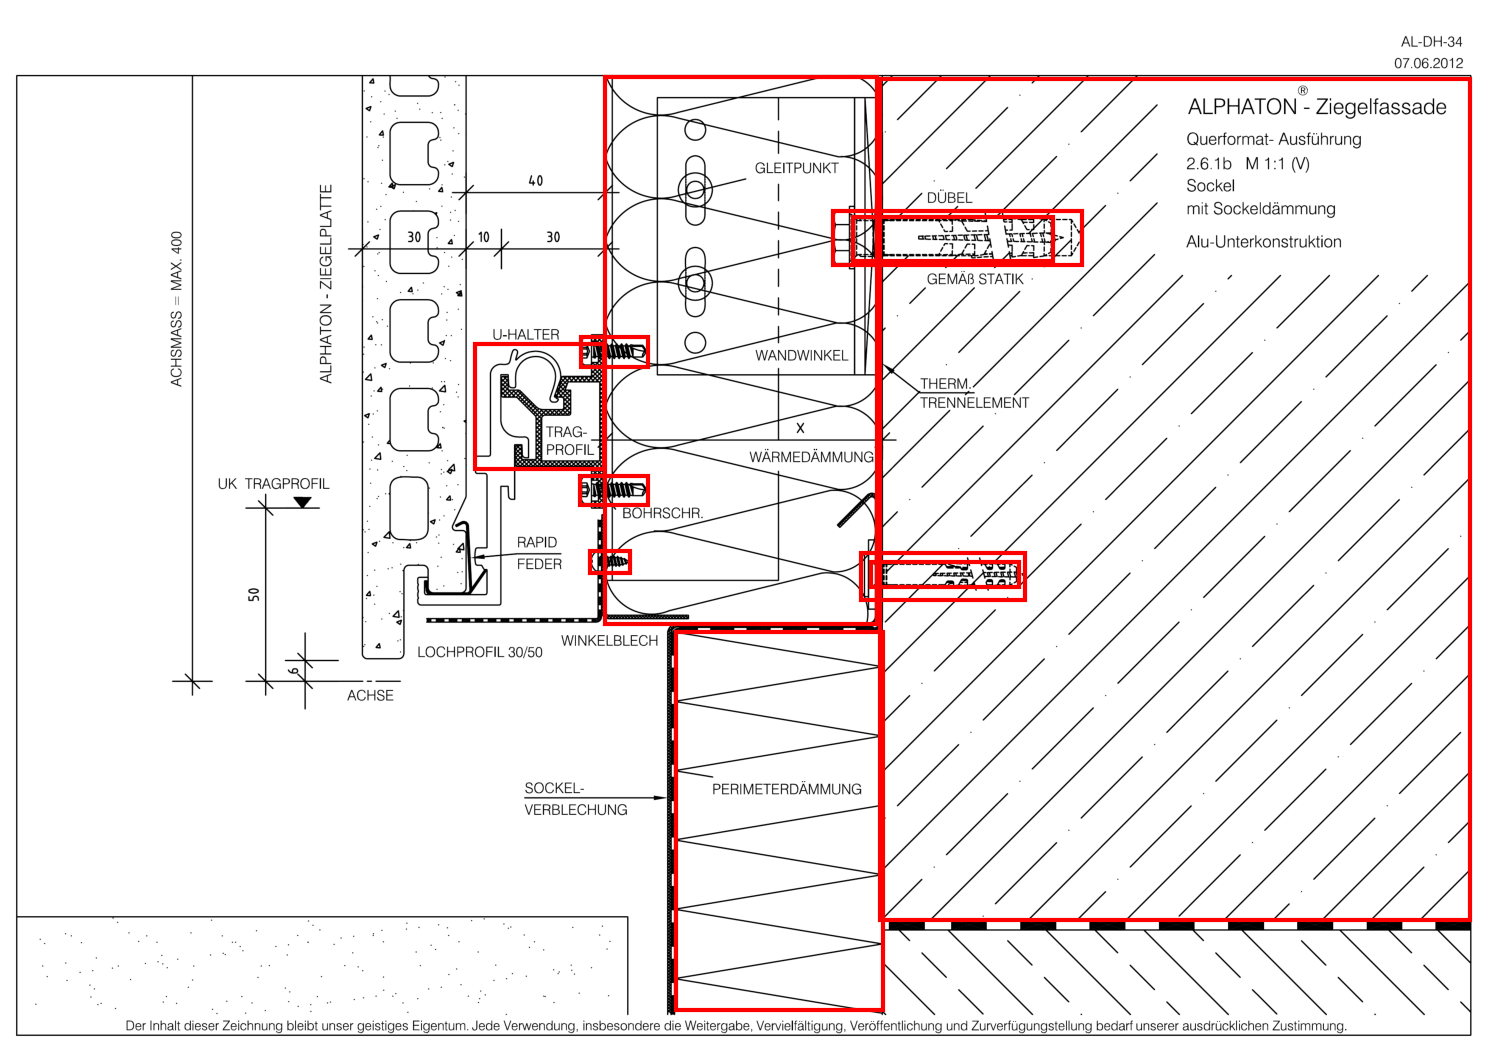 AL-DH-34
07.06.2012
ALPHATON® - Ziegelfassade
Querformat- Ausführung
2.6.1b M 1:1 (V)
Sockel
mit Sockeldämmung
Alu-Unterkonstruktion
ACHSMASS = MAX. 400
ALPHATON - ZIEGELPLATTE
40
30
10
30
GLEITPUNKT
DÜBEL
GEMÄß STATIK
U-HALTER
WANDWINKEL
THERM.
TRENNELEMENT
TRAG-
PROFIL
X
WÄRMEDÄMMUNG
UK TRAGPROFIL
BOHRSCHR.
RAPID
FEDER
50
WINKELBLECH
LOCHPROFIL 30/50
6
ACHSE
SOCKEL-
VERBLECHUNG
PERIMETERDÄMMUNG
Der Inhalt dieser Zeichnung bleibt unser geistiges Eigentum. Jede Verwendung, insbesondere die Weitergabe, Vervielfältigung, Veröffentlichung und Zurverfügungstellung bedarf unserer ausdrücklichen Zustimmung.